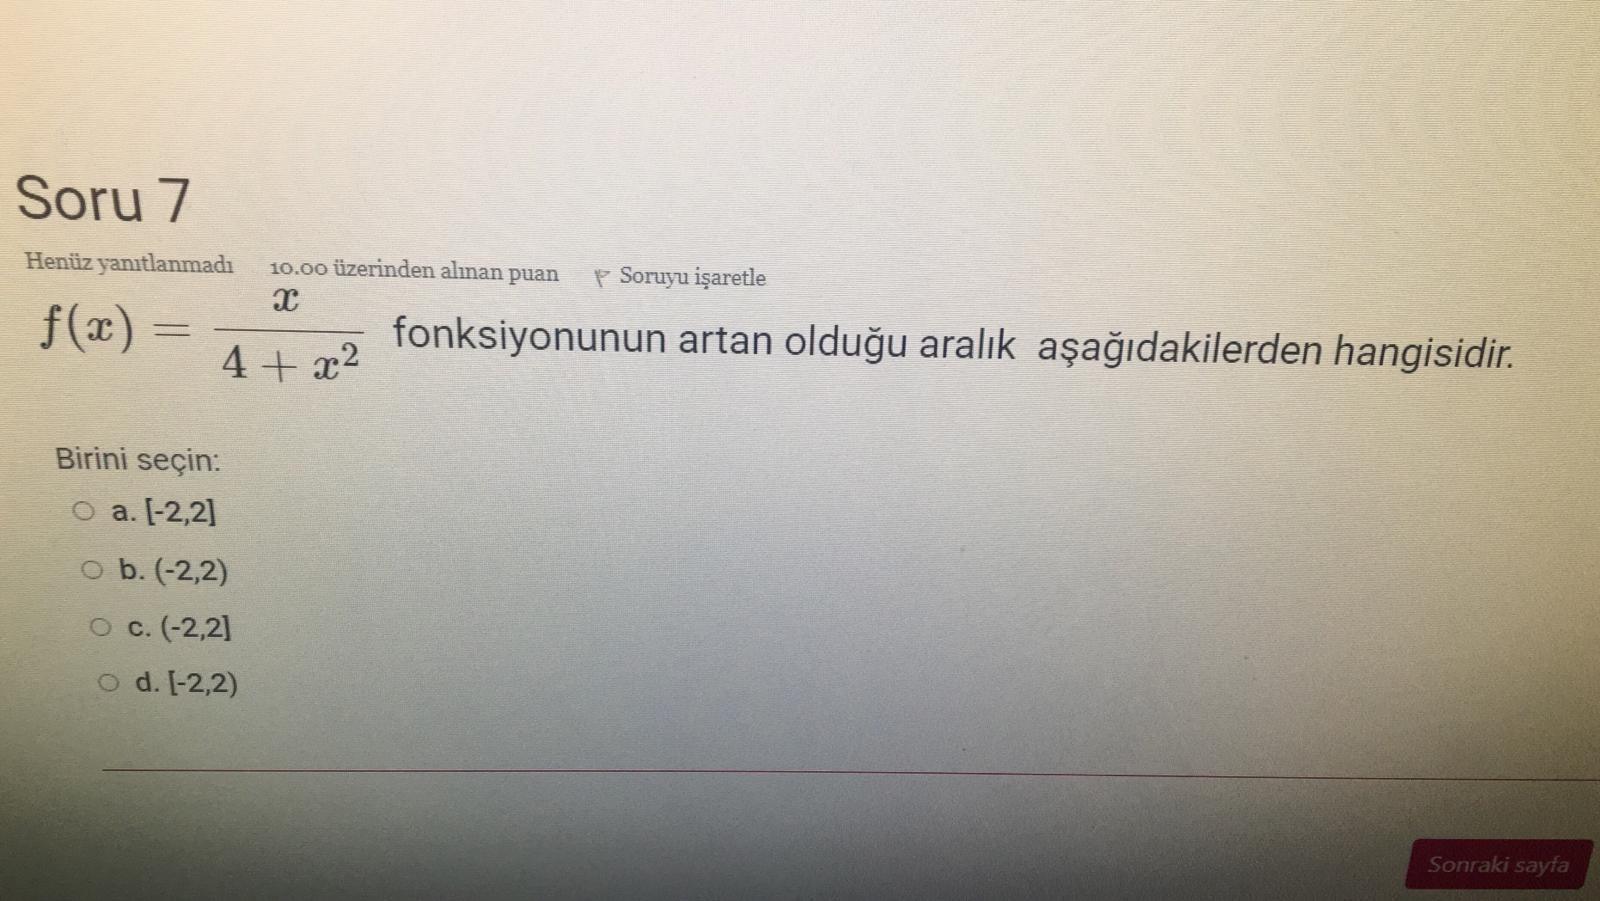 Soru 7
Henüz yanıtlanmadı 10.00 üzerinden alınan puan Soruyu işaretle
f(x) = x / (4 + x²) fonksiyonunun artan olduğu aralık aşağıdakilerden hangisidir.
Birini seçin:
a. [-2,2]
b. (-2,2)
c. (-2,2]
d. [-2,2)
Sonraki sayfa